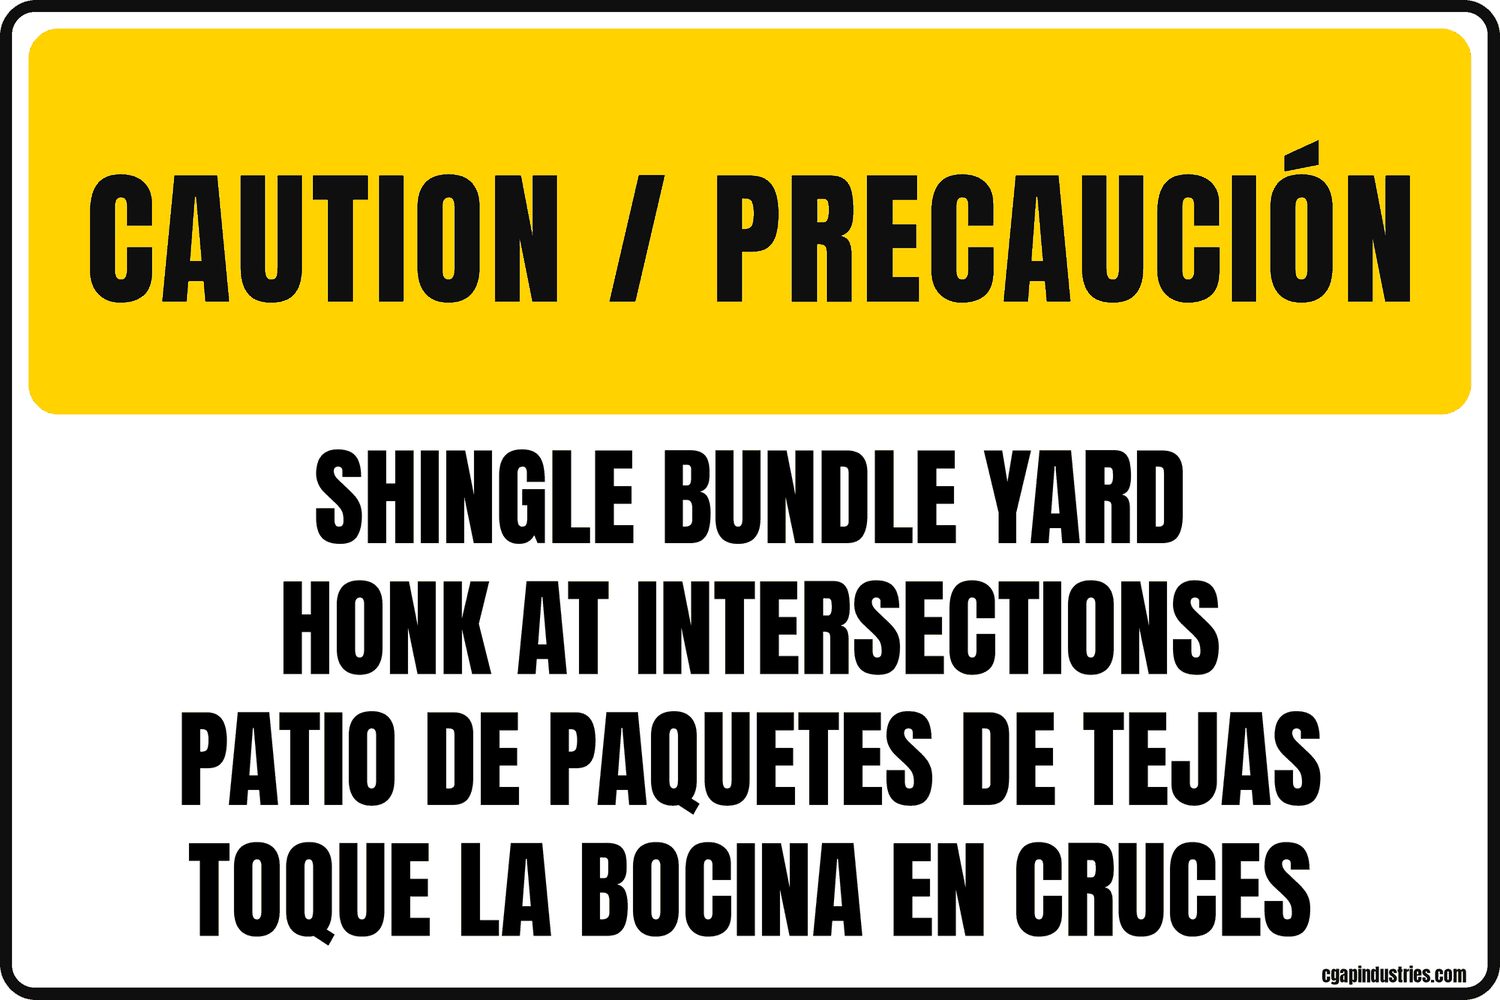 CAUTION / PRECAUCIÓN
SHINGLE BUNDLE YARD
HONK AT INTERSECTIONS
PATIO DE PAQUETES DE TEJAS
TOQUE LA BOCINA EN CRUCES
cgapindustries.com